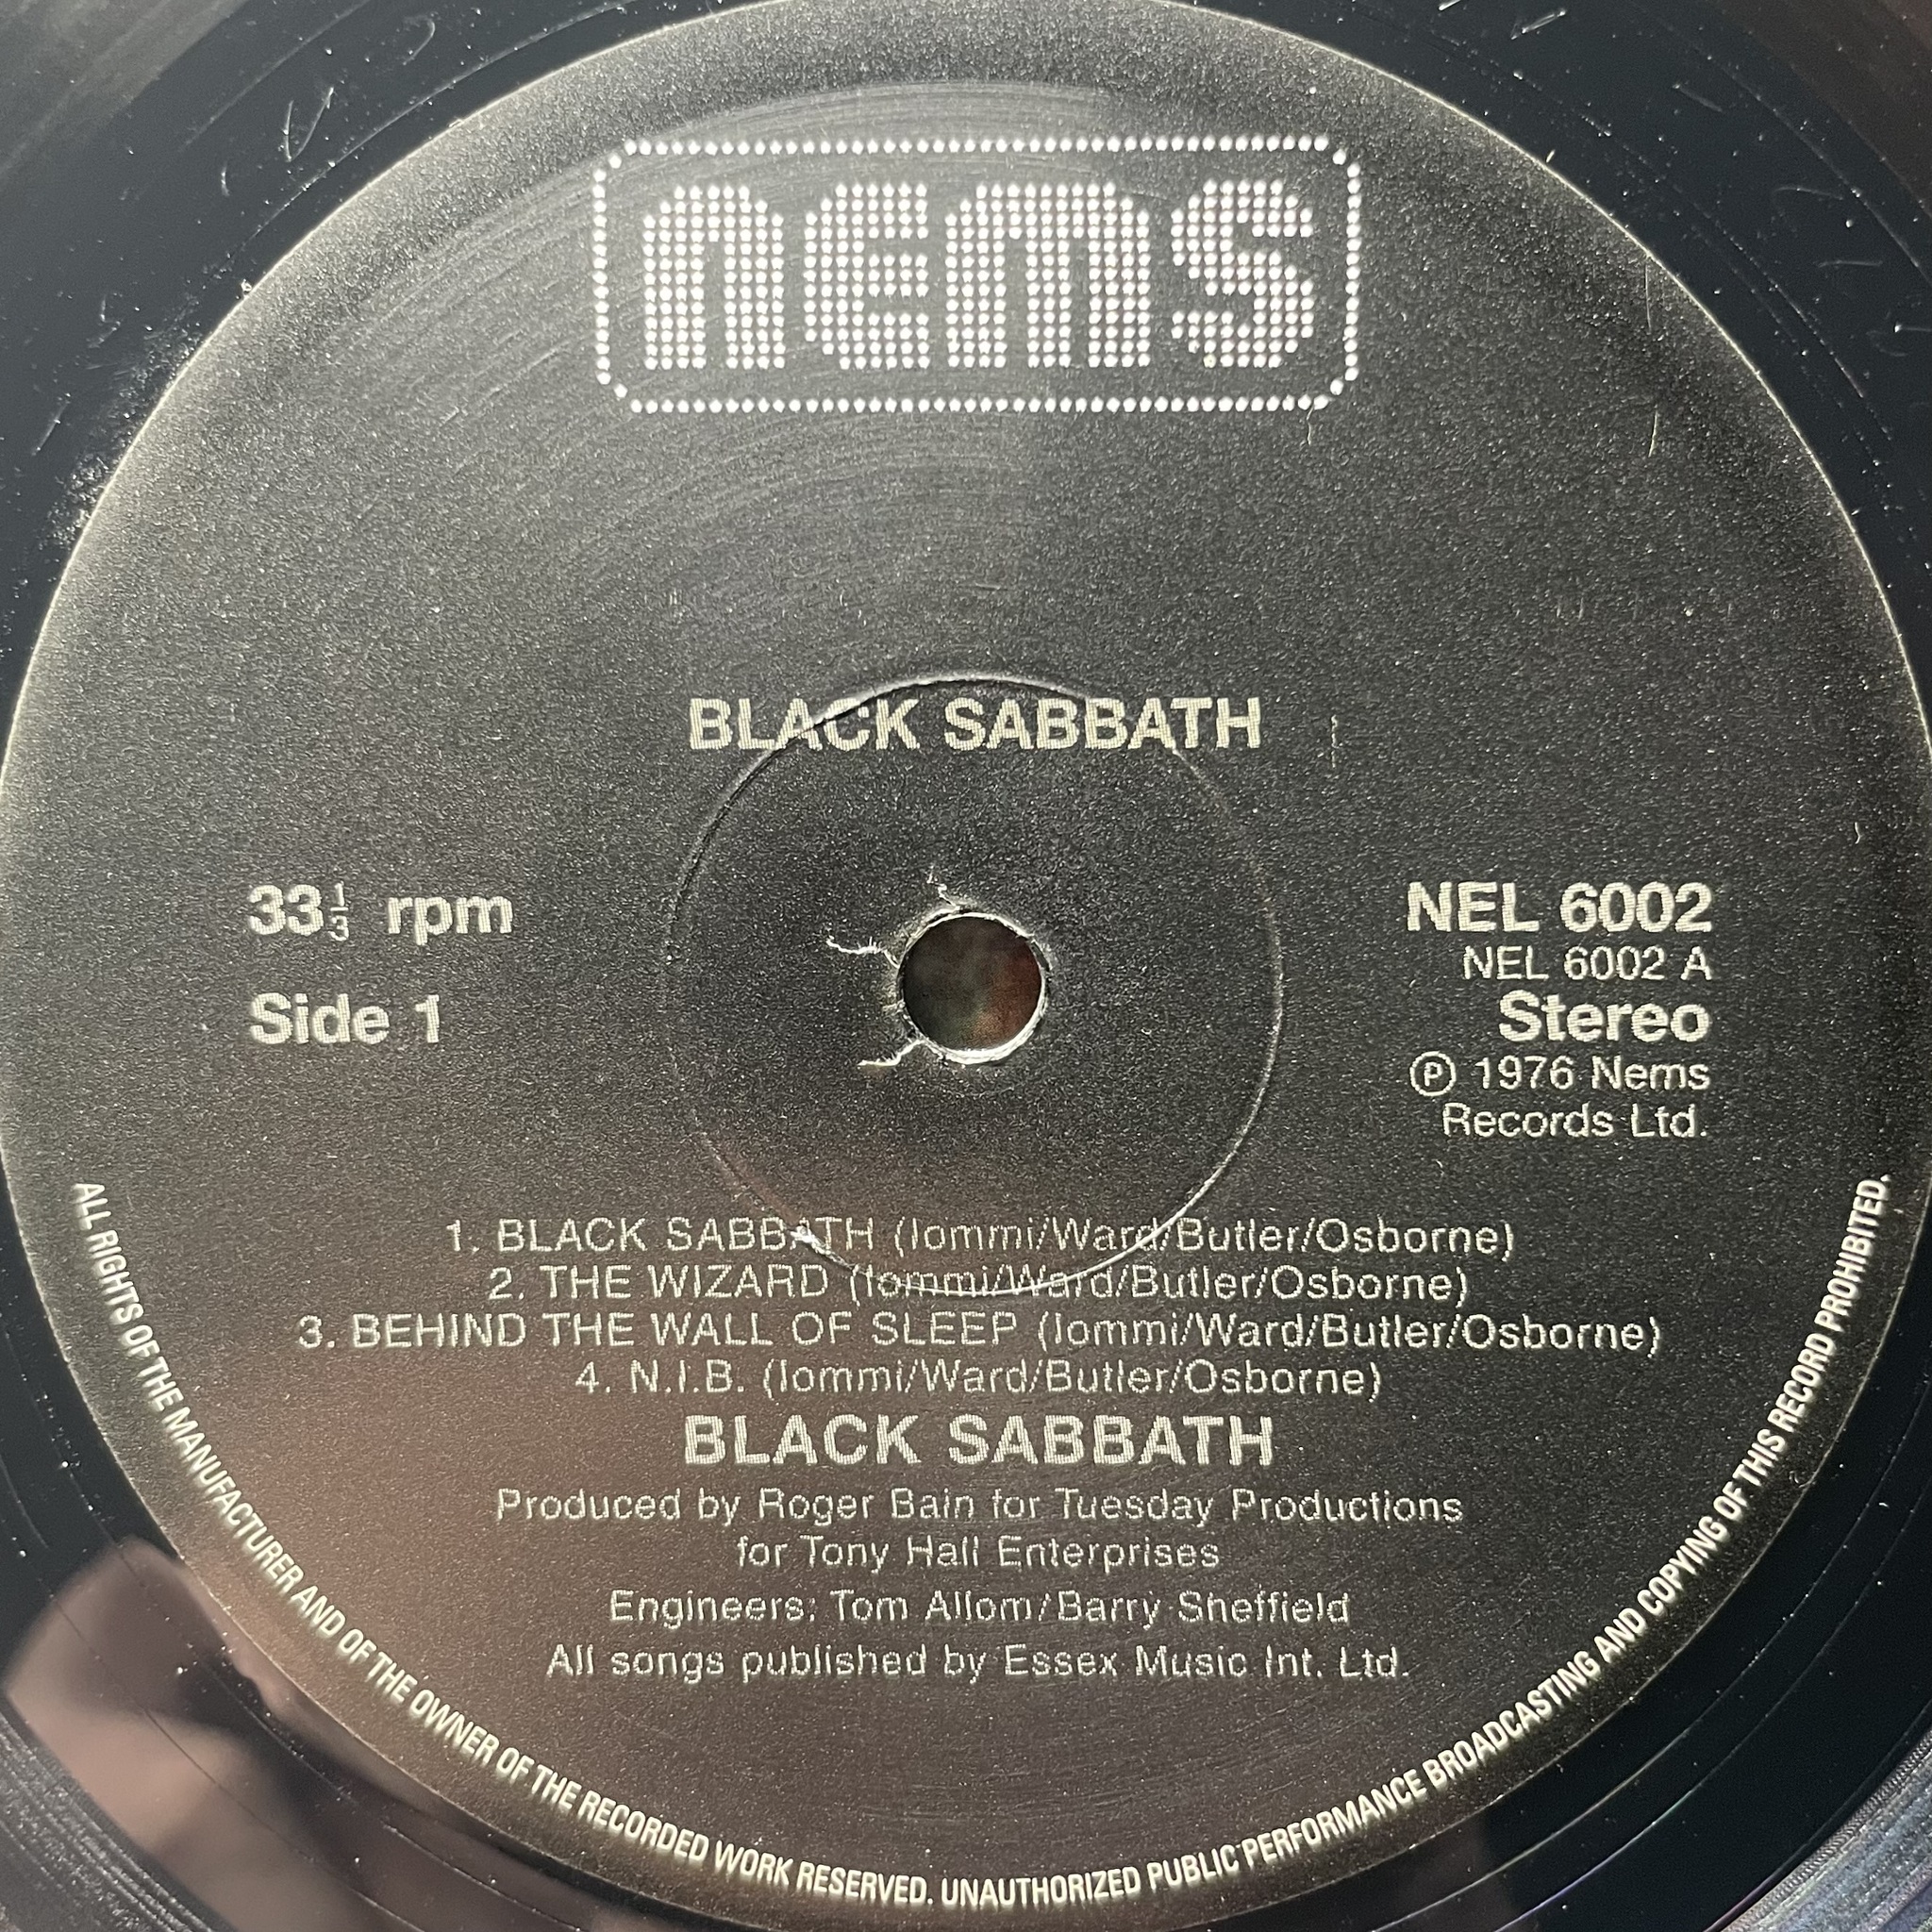 nems
BLACK SABBATH
33⅓ rpm
Side 1
NEL 6002
NEL 6002 A
Stereo
Ⓟ 1976 Nems
Records Ltd.
1. BLACK SABBATH (Iommi/Ward/Butler/Osborne)
2. THE WIZARD (Iommi/Ward/Butler/Osborne)
3. BEHIND THE WALL OF SLEEP (Iommi/Ward/Butler/Osborne)
4. N.I.B. (Iommi/Ward/Butler/Osborne)
BLACK SABBATH
Produced by Roger Bain for Tuesday Productions
for Tony Hall Enterprises
Engineers: Tom Allom/Barry Sheffield
All songs published by Essex Music Int. Ltd.
ALL RIGHTS OF THE MANUFACTURER AND OF THE OWNER OF THE RECORDED WORK RESERVED. UNAUTHORIZED PUBLIC PERFORMANCE BROADCASTING AND COPYING OF THIS RECORD PROHIBITED.